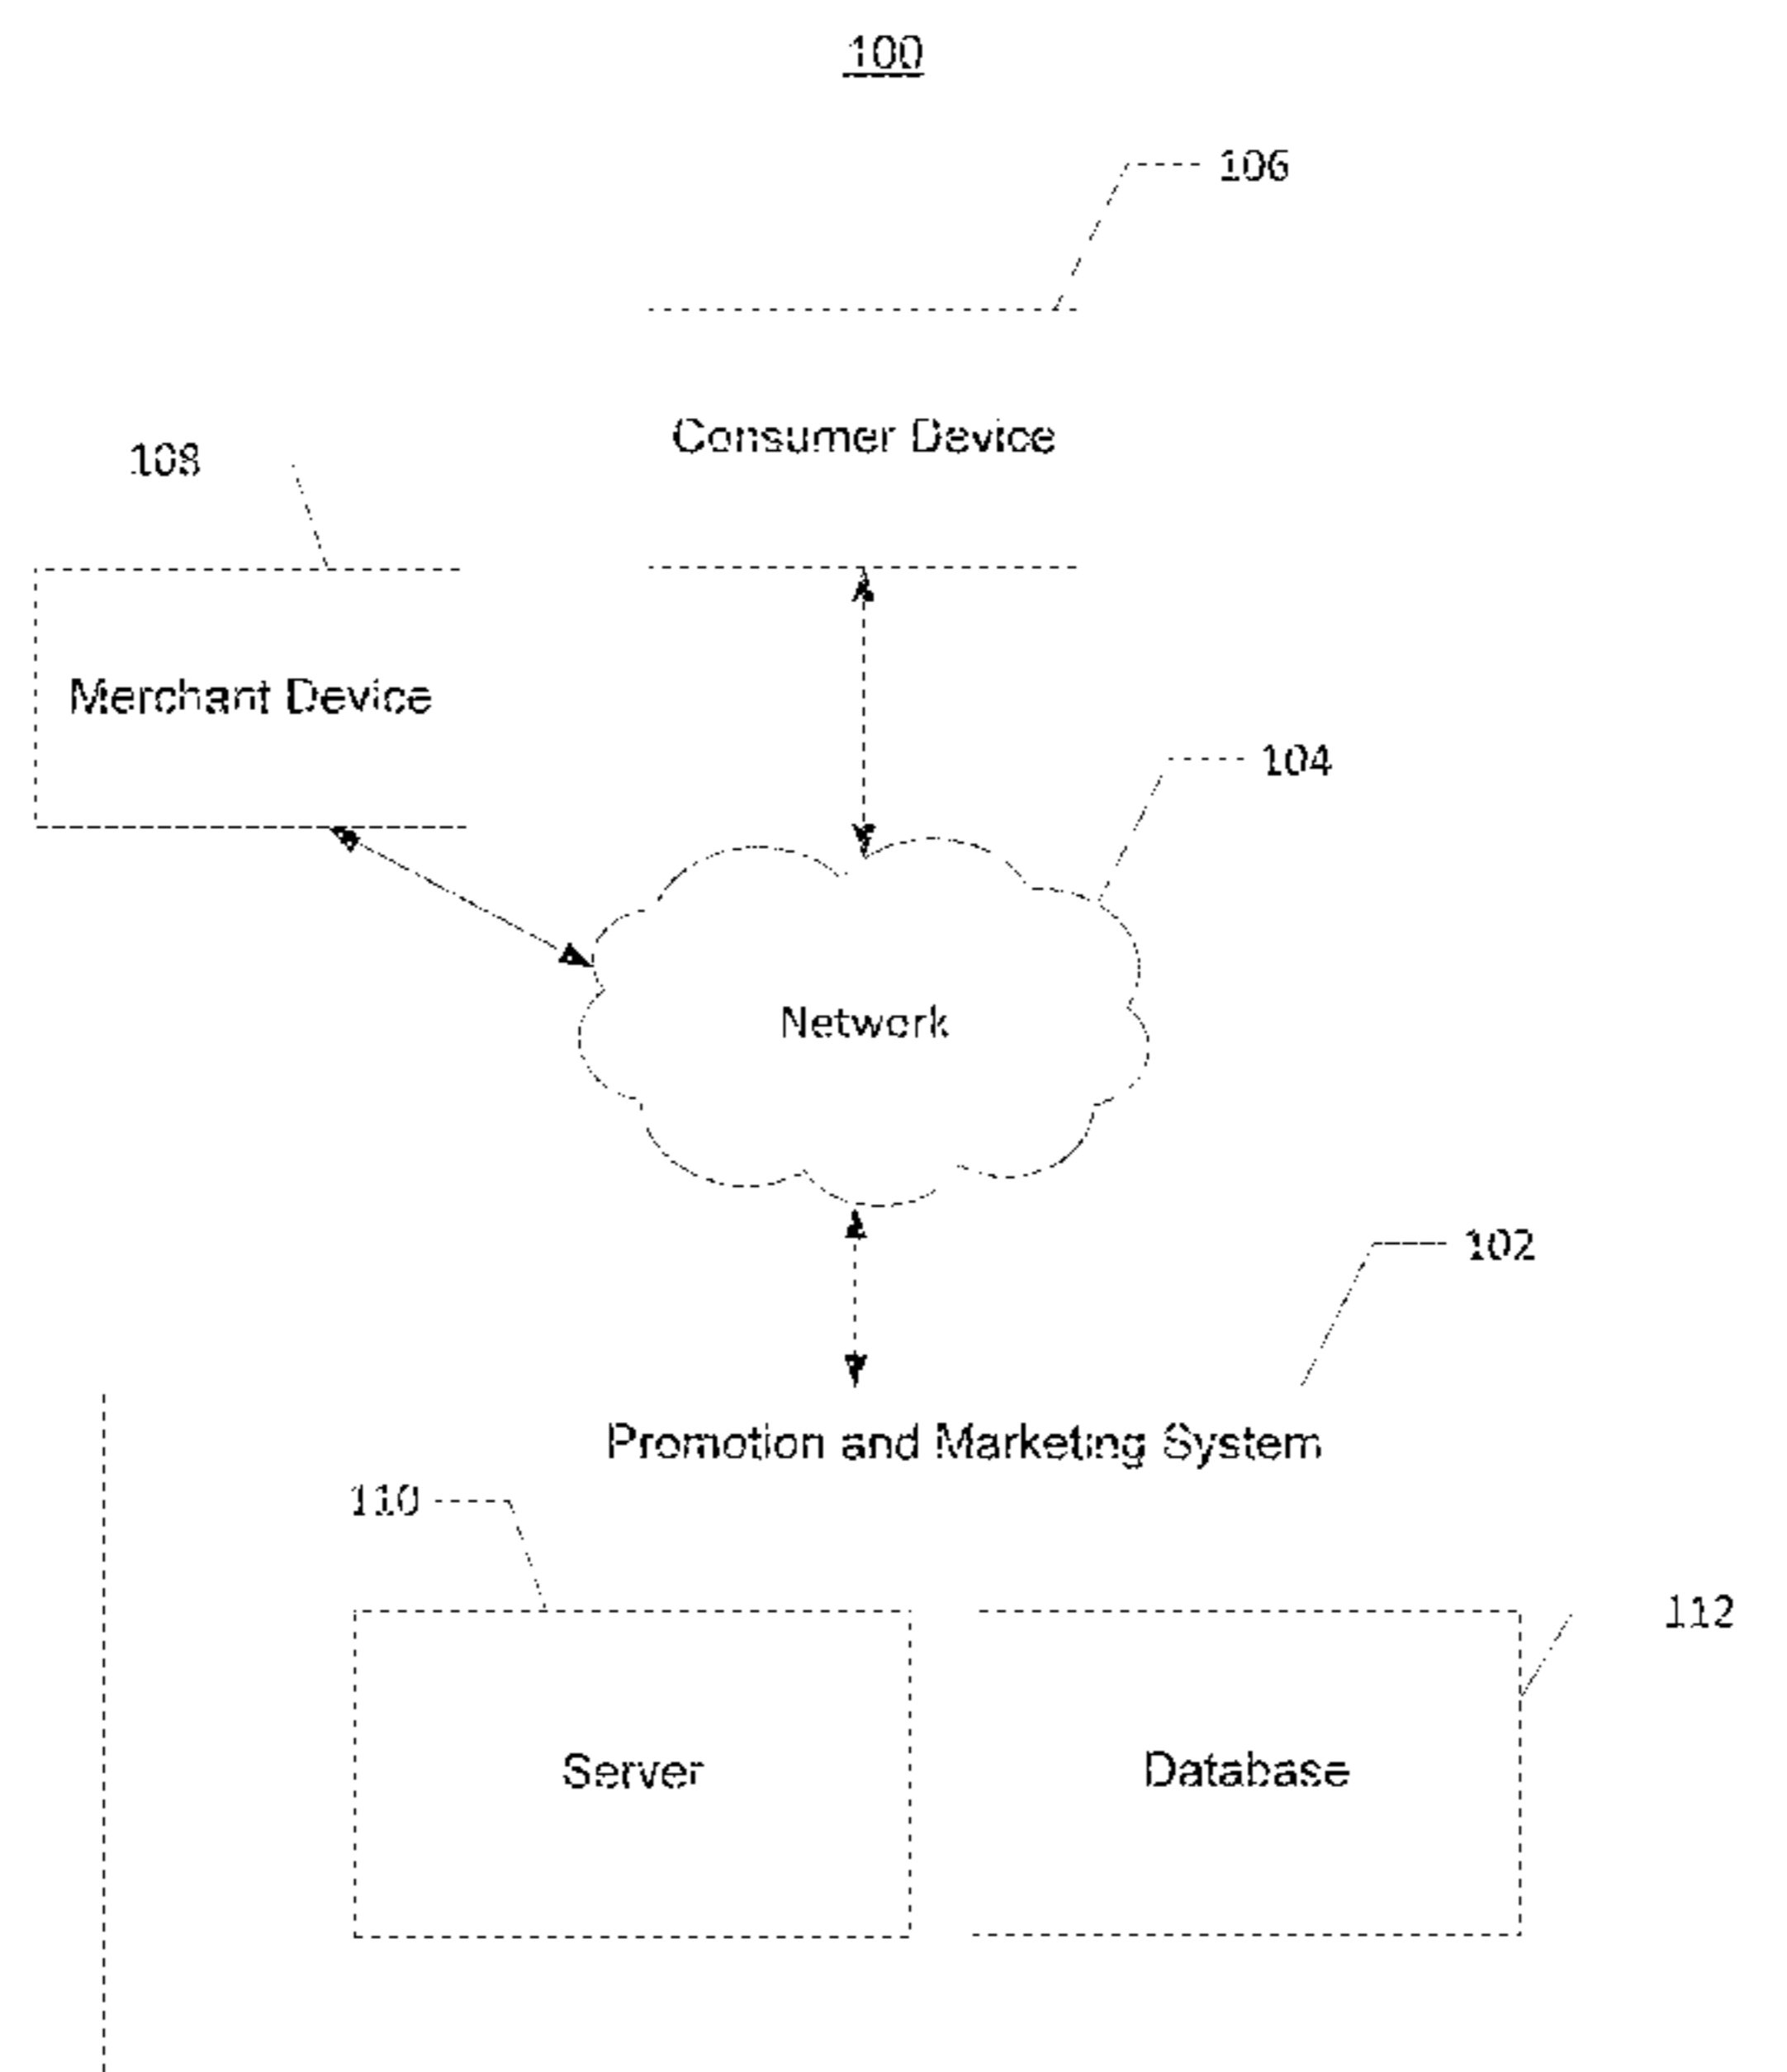 100
106
Consumer Device
108
Merchant Device
104
Network
102
Promotion and Marketing System
110
112
Server
Database